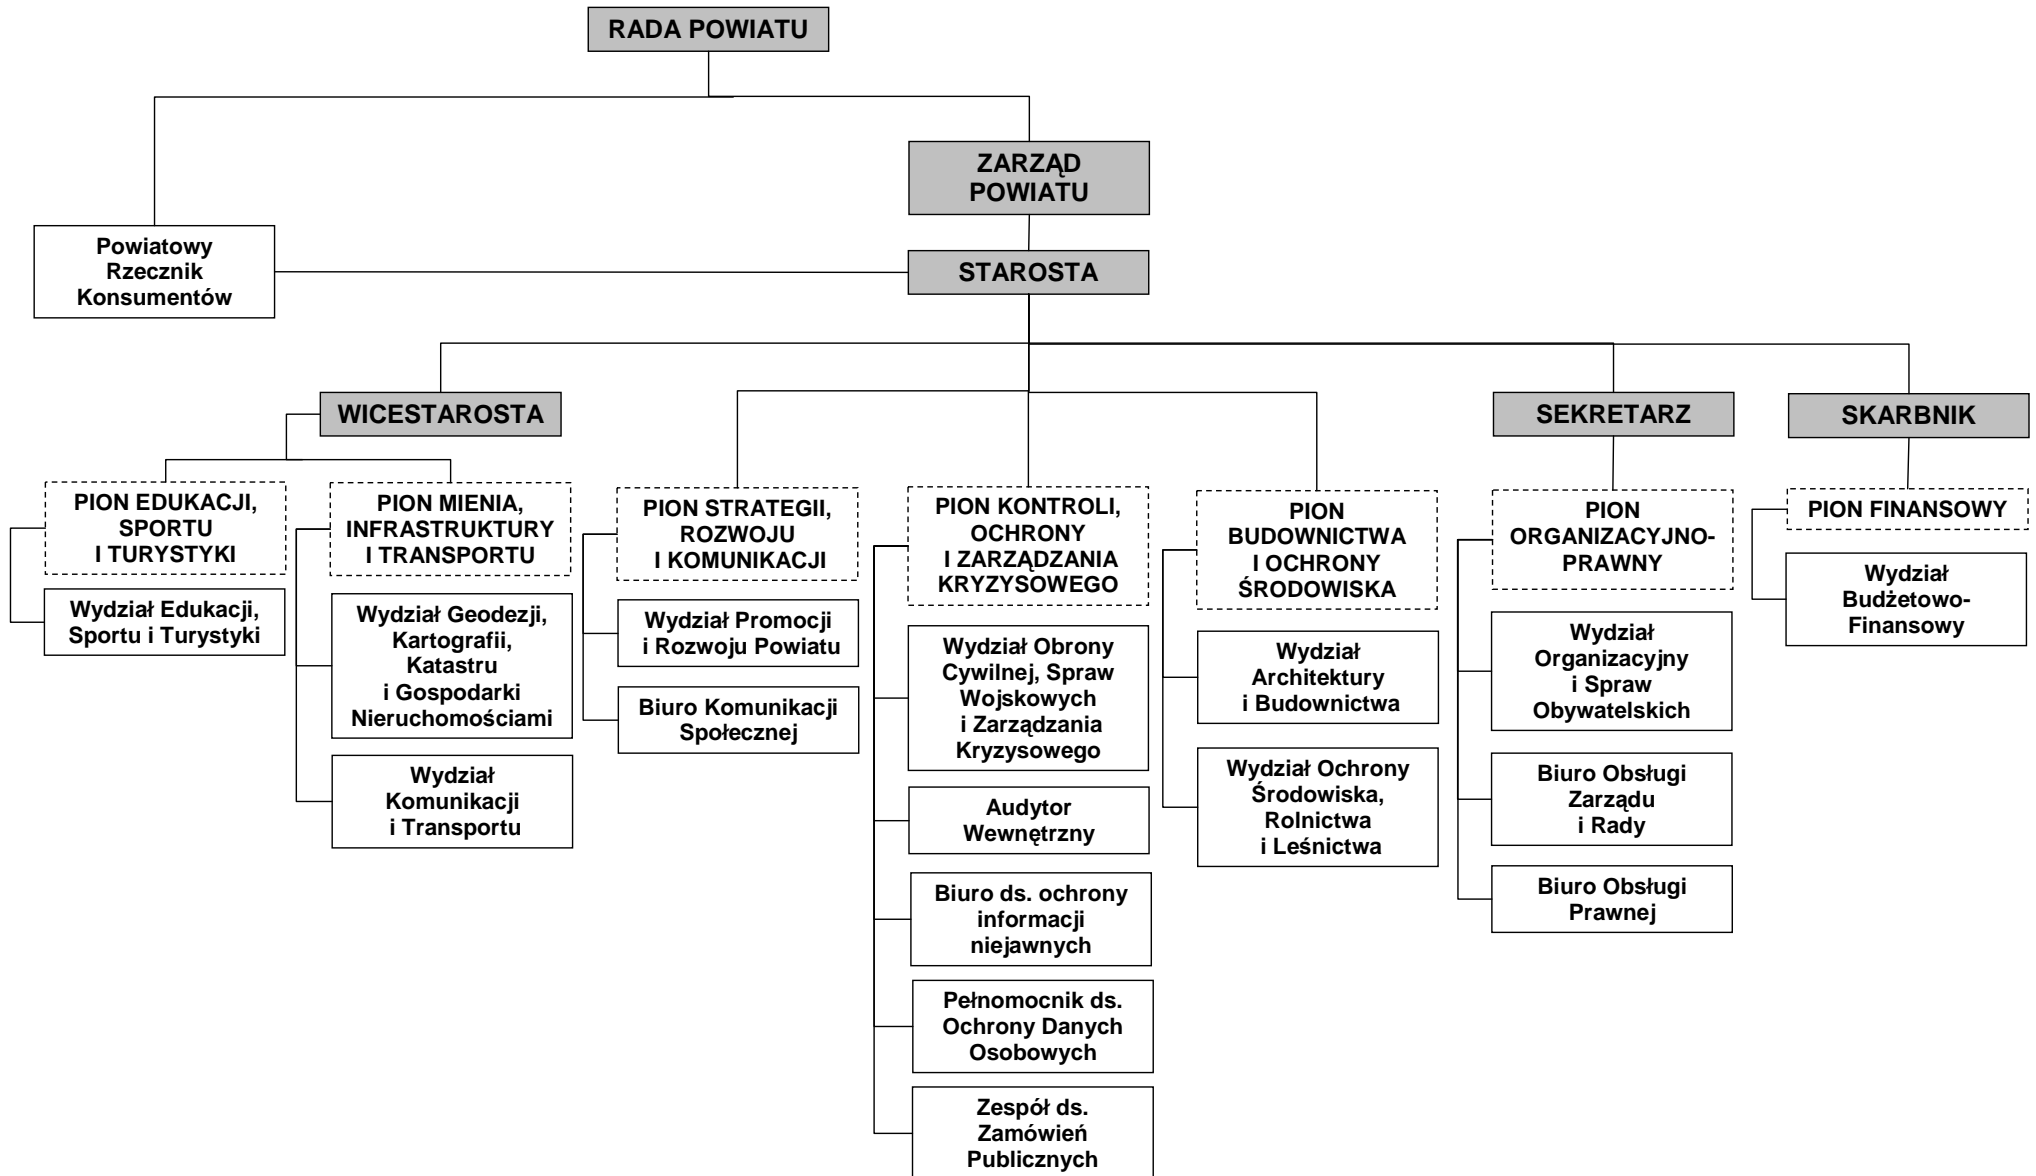 RADA POWIATU
ZARZĄD
POWIATU
Powiatowy
Rzecznik
Konsumentów
STAROSTA
WICESTAROSTA
SEKRETARZ
SKARBNIK
PION EDUKACJI,
SPORTU
I TURYSTYKI
Wydział Edukacji,
Sportu i Turystyki
PION MIENIA,
INFRASTRUKTURY
I TRANSPORTU
Wydział Geodezji,
Kartografii,
Katastru
i Gospodarki
Nieruchomościami
Wydział
Komunikacji
i Transportu
PION STRATEGII,
ROZWOJU
I KOMUNIKACJI
Wydział Promocji
i Rozwoju Powiatu
Biuro Komunikacji
Społecznej
PION KONTROLI,
OCHRONY
I ZARZĄDZANIA
KRYZYSOWEGO
Wydział Obrony
Cywilnej, Spraw
Wojskowych
i Zarządzania
Kryzysowego
Audytor
Wewnętrzny
Biuro ds. ochrony
informacji
niejawnych
Pełnomocnik ds.
Ochrony Danych
Osobowych
Zespół ds.
Zamówień
Publicznych
PION
BUDOWNICTWA
I OCHRONY
ŚRODOWISKA
Wydział
Architektury
i Budownictwa
Wydział Ochrony
Środowiska,
Rolnictwa
i Leśnictwa
PION
ORGANIZACYJNO-
PRAWNY
Wydział
Organizacyjny
i Spraw
Obywatelskich
Biuro Obsługi
Zarządu
i Rady
Biuro Obsługi
Prawnej
PION FINANSOWY
Wydział
Budżetowo-
Finansowy